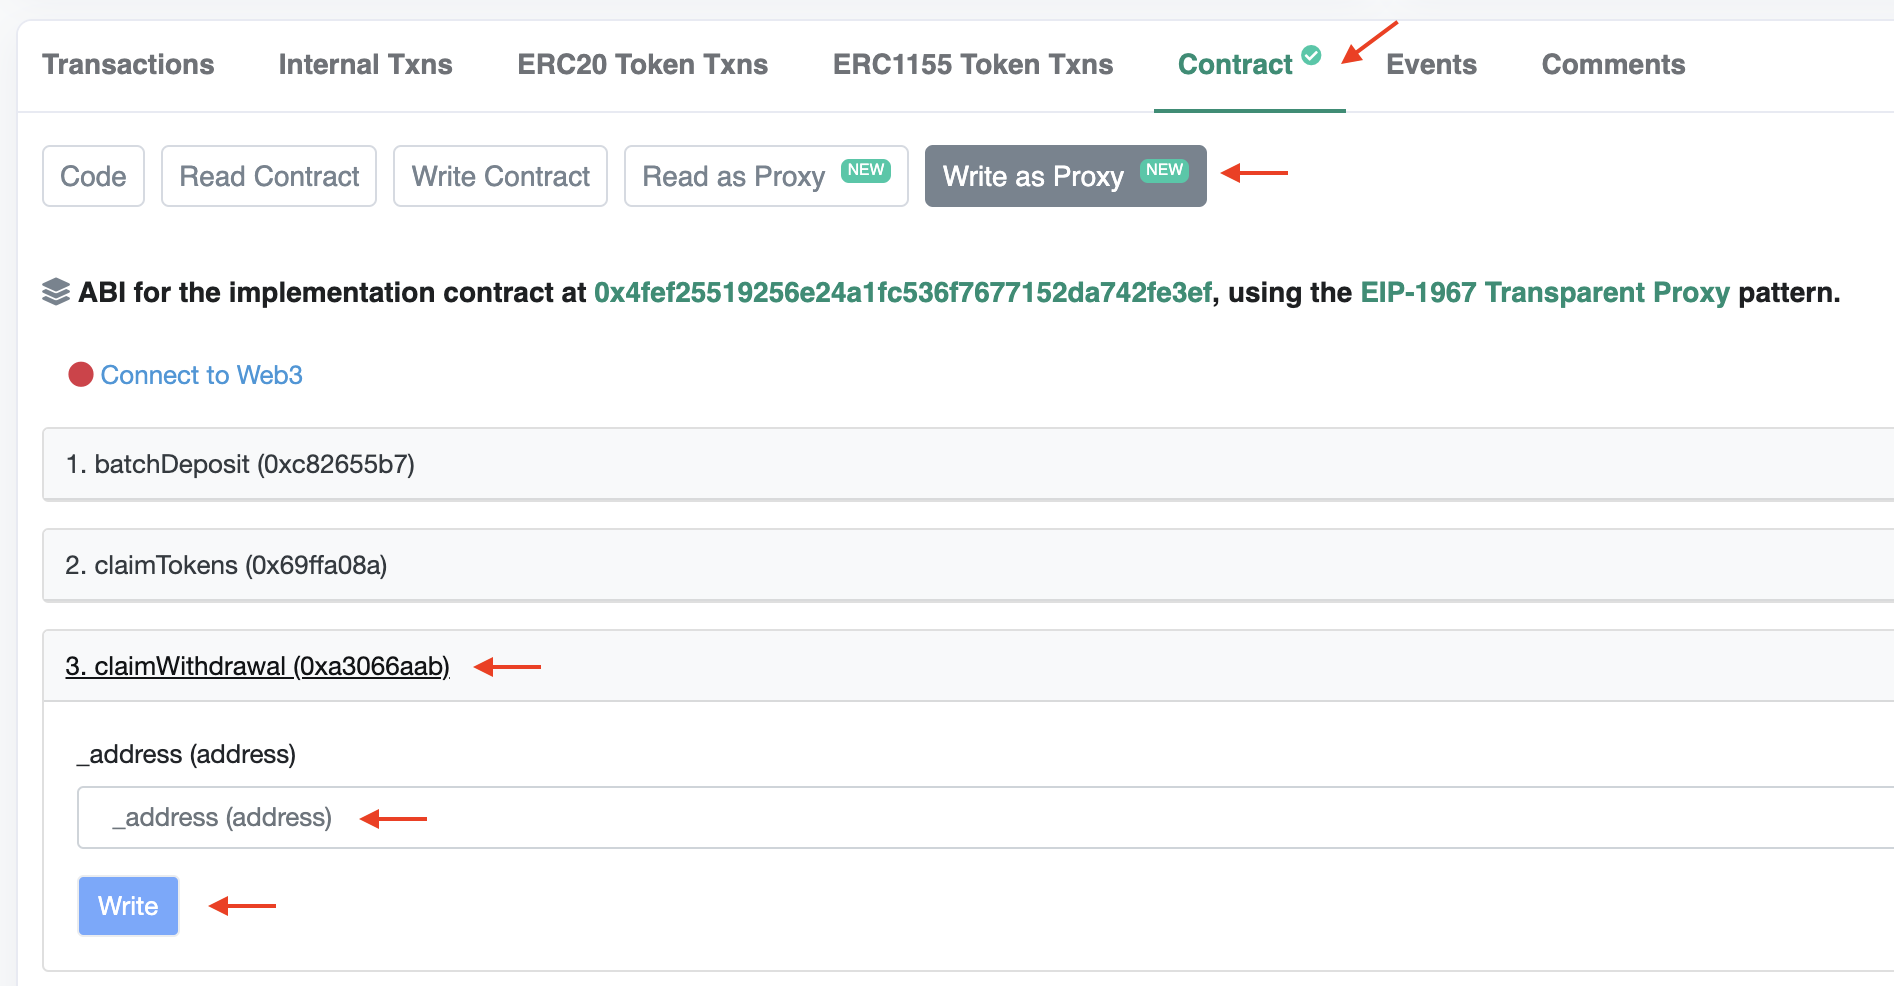 Transactions Internal Txns ERC20 Token Txns ERC1155 Token Txns Contract Events Comments
Code Read Contract Write Contract Read as Proxy NEW Write as Proxy NEW
ABI for the implementation contract at 0x4fef25519256e24a1fc536f7677152da742fe3ef, using the EIP-1967 Transparent Proxy pattern.
Connect to Web3
1. batchDeposit (0xc82655b7)
2. claimTokens (0x69ffa08a)
3. claimWithdrawal (0xa3066aab)
_address (address)
_address (address)
Write